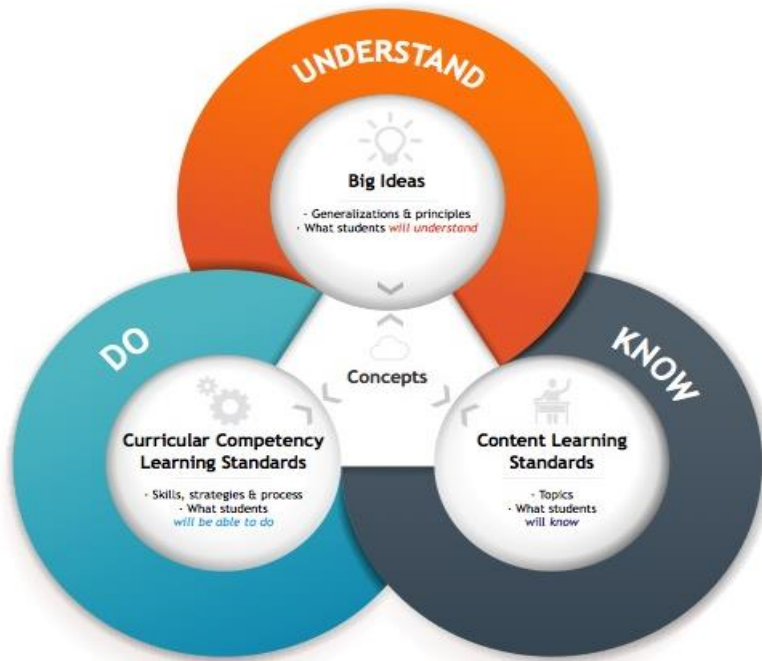 UNDERSTAND
Big Ideas
- Generalizations & principles
- What students will understand
DO
KNOW
Concepts
Curricular Competency
Learning Standards
- Skills, strategies & process
- What students
will be able to do
Content Learning
Standards
- Topics
- What students
will know